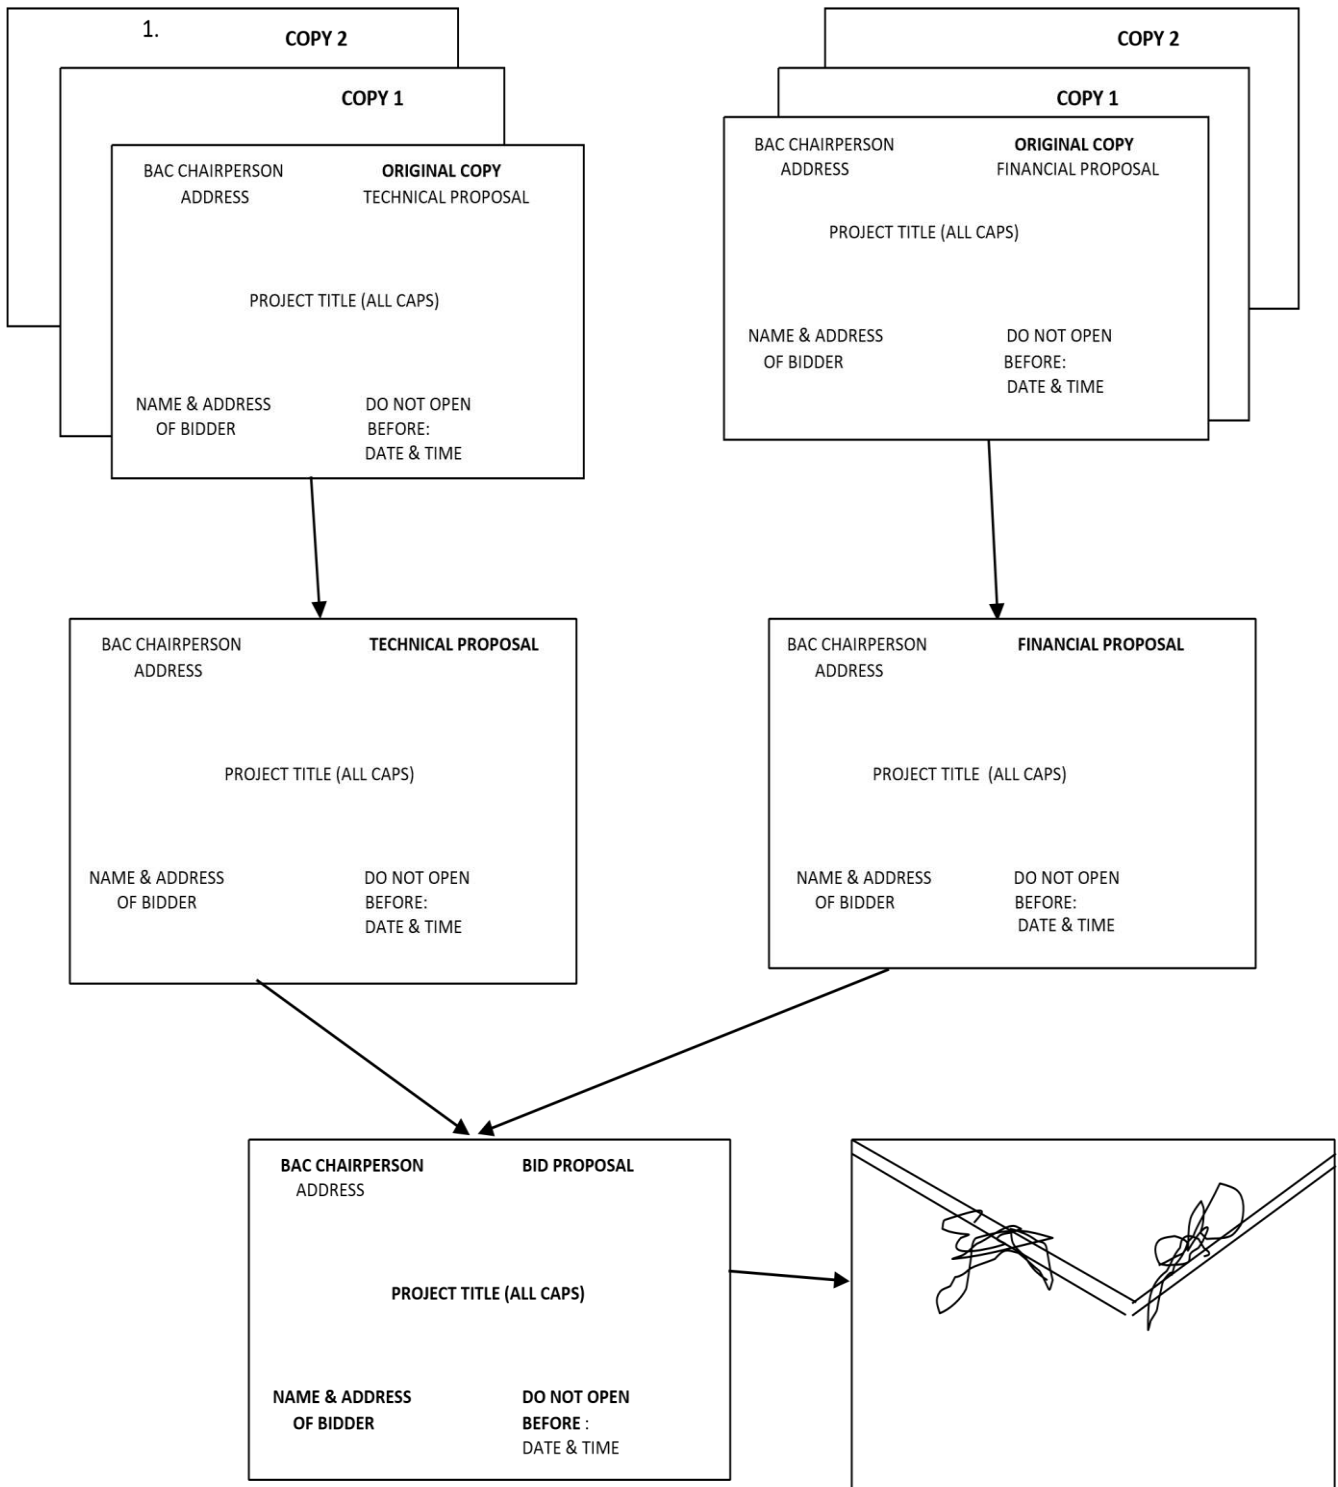 1.
COPY 2
COPY 1
BAC CHAIRPERSON
ADDRESS
ORIGINAL COPY
TECHNICAL PROPOSAL
PROJECT TITLE (ALL CAPS)
NAME & ADDRESS
OF BIDDER
DO NOT OPEN
BEFORE:
DATE & TIME
COPY 2
COPY 1
BAC CHAIRPERSON
ADDRESS
ORIGINAL COPY
FINANCIAL PROPOSAL
PROJECT TITLE (ALL CAPS)
NAME & ADDRESS
OF BIDDER
DO NOT OPEN
BEFORE:
DATE & TIME
BAC CHAIRPERSON
ADDRESS
TECHNICAL PROPOSAL
PROJECT TITLE (ALL CAPS)
NAME & ADDRESS
OF BIDDER
DO NOT OPEN
BEFORE:
DATE & TIME
BAC CHAIRPERSON
ADDRESS
FINANCIAL PROPOSAL
PROJECT TITLE (ALL CAPS)
NAME & ADDRESS
OF BIDDER
DO NOT OPEN
BEFORE:
DATE & TIME
BAC CHAIRPERSON
ADDRESS
BID PROPOSAL
PROJECT TITLE (ALL CAPS)
NAME & ADDRESS
OF BIDDER
DO NOT OPEN
BEFORE :
DATE & TIME